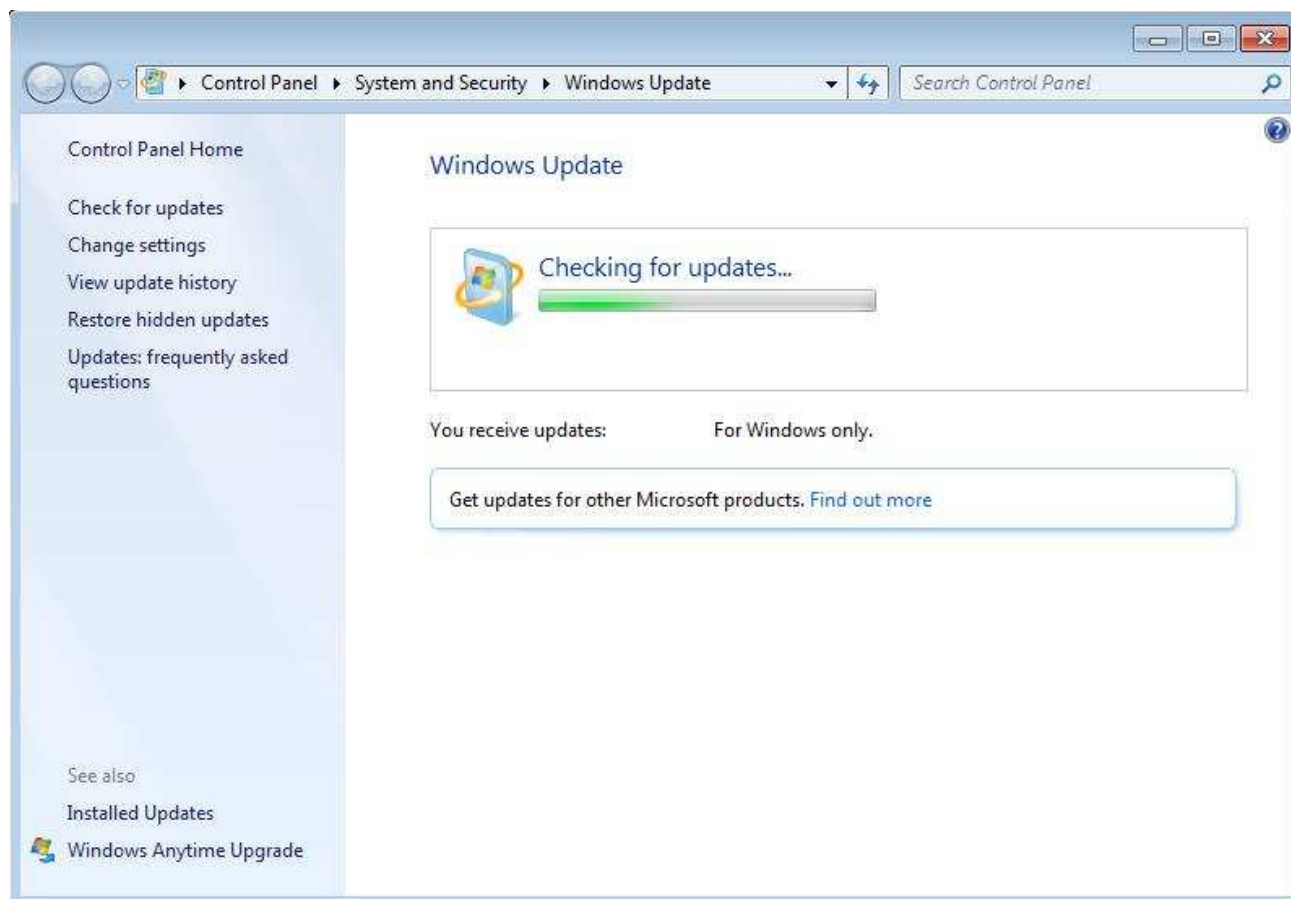 Control Panel System and Security Windows Update Search Control Panel
Control Panel Home
Check for updates
Change settings
View update history
Restore hidden updates
Updates: frequently asked
questions
Windows Update
Checking for updates...
You receive updates: For Windows only.
Get updates for other Microsoft products. Find out more
See also
Installed Updates
Windows Anytime Upgrade